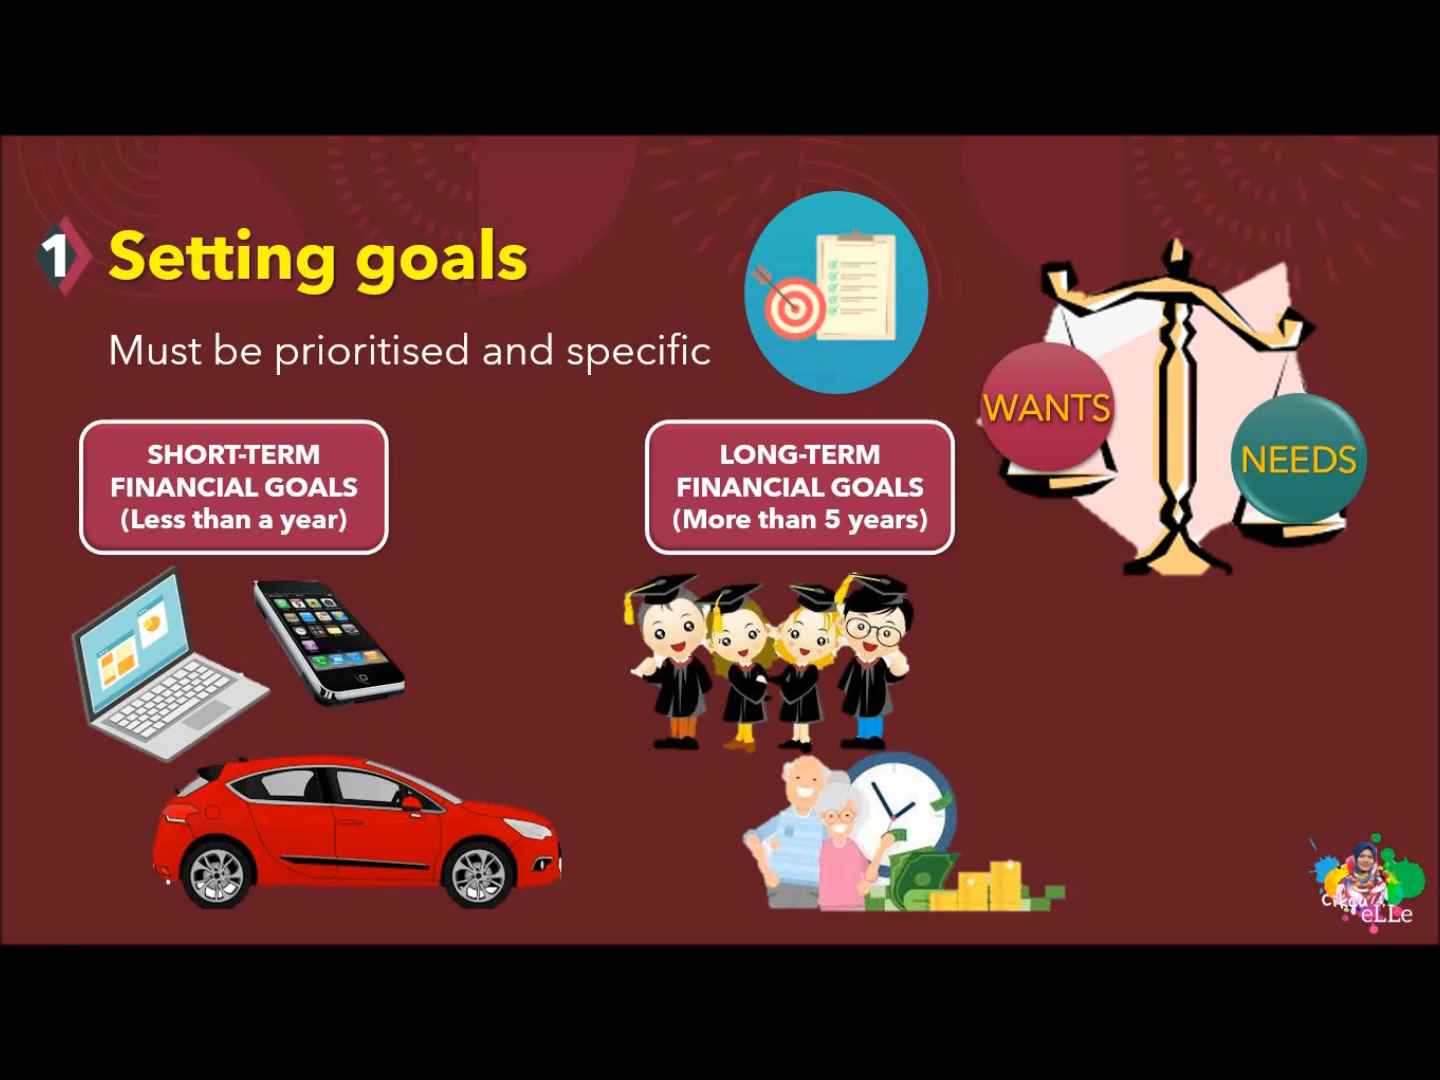 1 Setting goals
Must be prioritised and specific
WANTS
NEEDS
SHORT-TERM
FINANCIAL GOALS
(Less than a year)
LONG-TERM
FINANCIAL GOALS
(More than 5 years)
Cikgu
eLLe